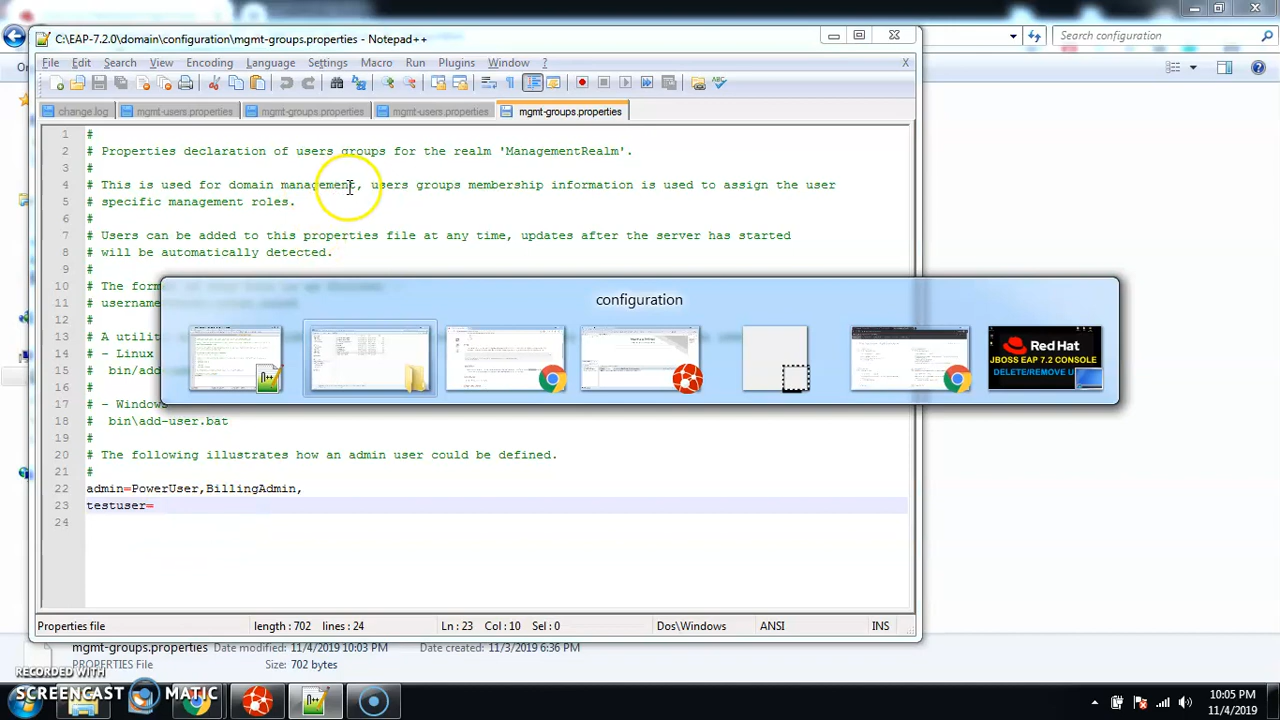 C:\EAP-7.2.0\domain\configuration\mgmt-groups.properties - Notepad++
Search configuration
File Edit Search View Encoding Language Settings Macro Run Plugins Window ? X
change.log mgmt-users.properties mgmt-groups.properties mgmt-users.properties mgmt-groups.properties
1 #
2 # Properties declaration of users groups for the realm 'ManagementRealm'.
3 #
4 # This is used for domain management, users groups membership information is used to assign the user
5 # specific management roles.
6 #
7 # Users can be added to this properties file at any time, updates after the server has started
8 # will be automatically detected.
9 #
10 # The format
11 # username
12 #
13 # A utilit
14 # - Linux
15 # bin/add
16 #
17 # - Windows
18 # bin\add-user.bat
19 #
20 # The following illustrates how an admin user could be defined.
21 #
22 admin=PowerUser,BillingAdmin,
23 testuser=
24
configuration
Red Hat
JBOSS EAP 7.2 CONSOLE
DELETE/REMOVE U
Properties file length : 702 lines : 24 Ln : 23 Col : 10 Sel : 0 Dos\Windows ANSI INS
mgmt-groups.properties Date modified: 11/4/2019 10:03 PM Date created: 11/3/2019 6:36 PM
PROPERTIES File Size: 702 bytes
RECORDED WITH
SCREENCAST MATIC
10:05 PM
11/4/2019